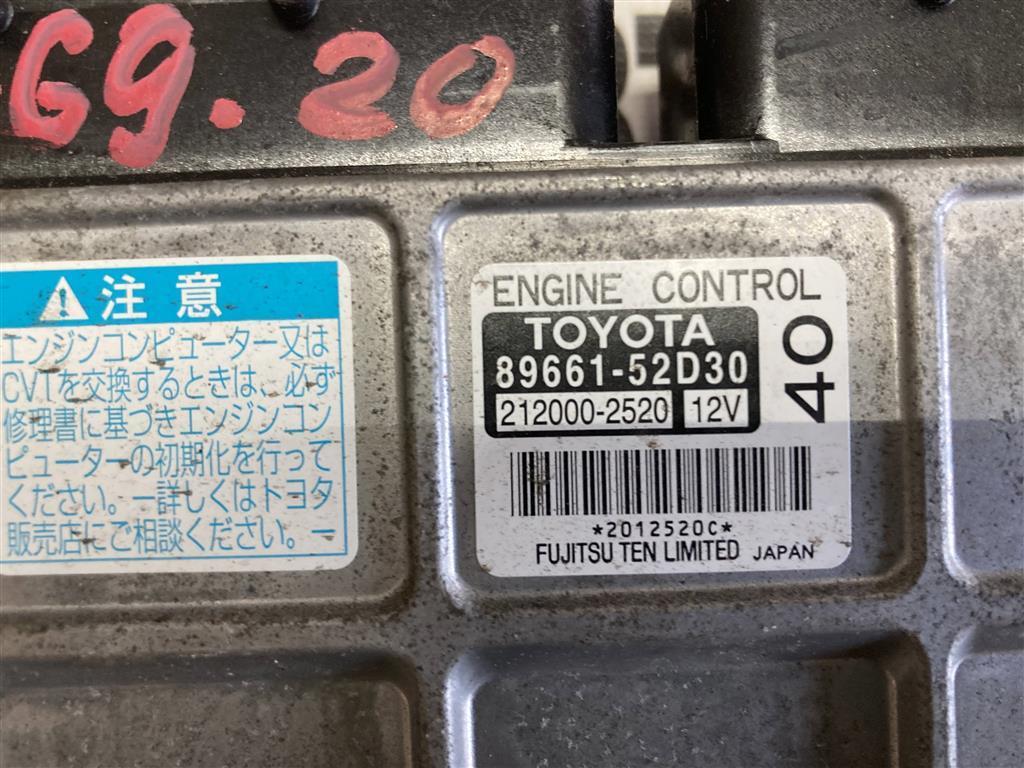 69.20
注意
エンジンコンピューター又は
CVTを交換するときは、必ず
修理書に基づきエンジンコン
ピューターの初期化を行って
ください。ー詳しくはトヨタ
販売店にご相談ください。ー
ENGINE CONTROL
TOYOTA
89661-52D30
212000-2520 12V
40
*2012520C*
FUJITSU TEN LIMITED JAPAN